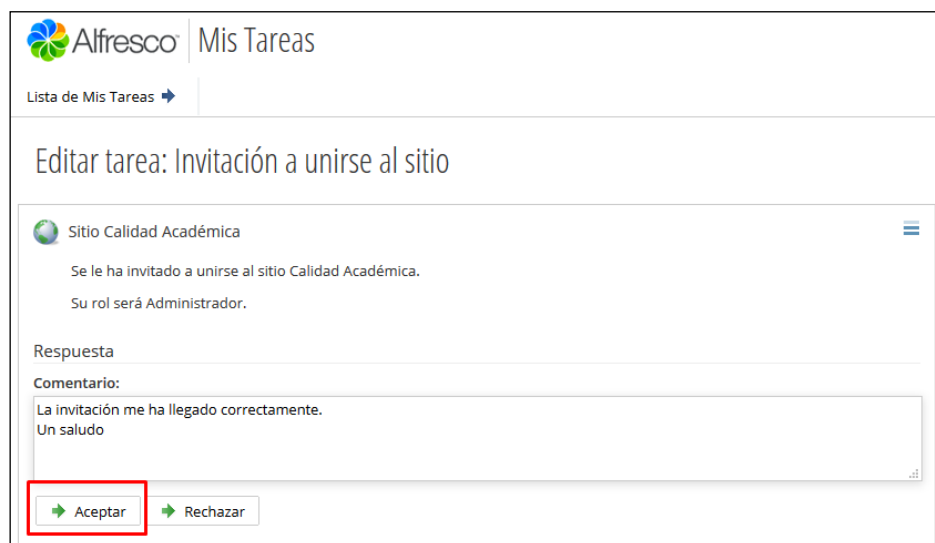 Alfresco Mis Tareas
Lista de Mis Tareas
Editar tarea: Invitación a unirse al sitio
Sitio Calidad Académica
Se le ha invitado a unirse al sitio Calidad Académica.
Su rol será Administrador.
Respuesta
Comentario:
La invitación me ha llegado correctamente.
Un saludo
Aceptar Rechazar